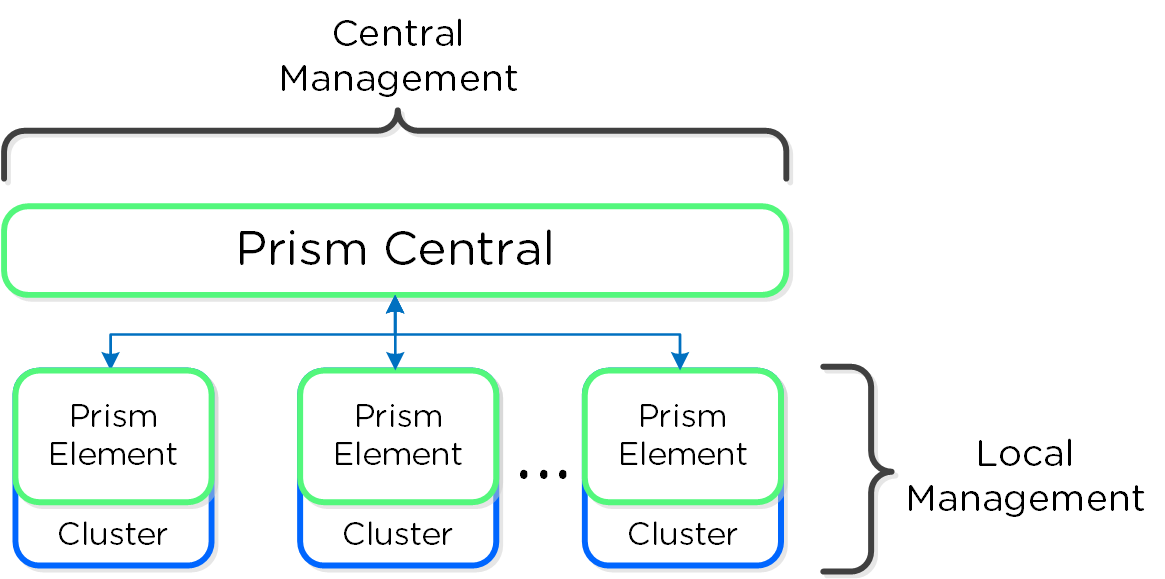 Central
Management
Prism Central
Prism
Element
Cluster
Prism
Element
Cluster
...
Prism
Element
Cluster
Local
Management